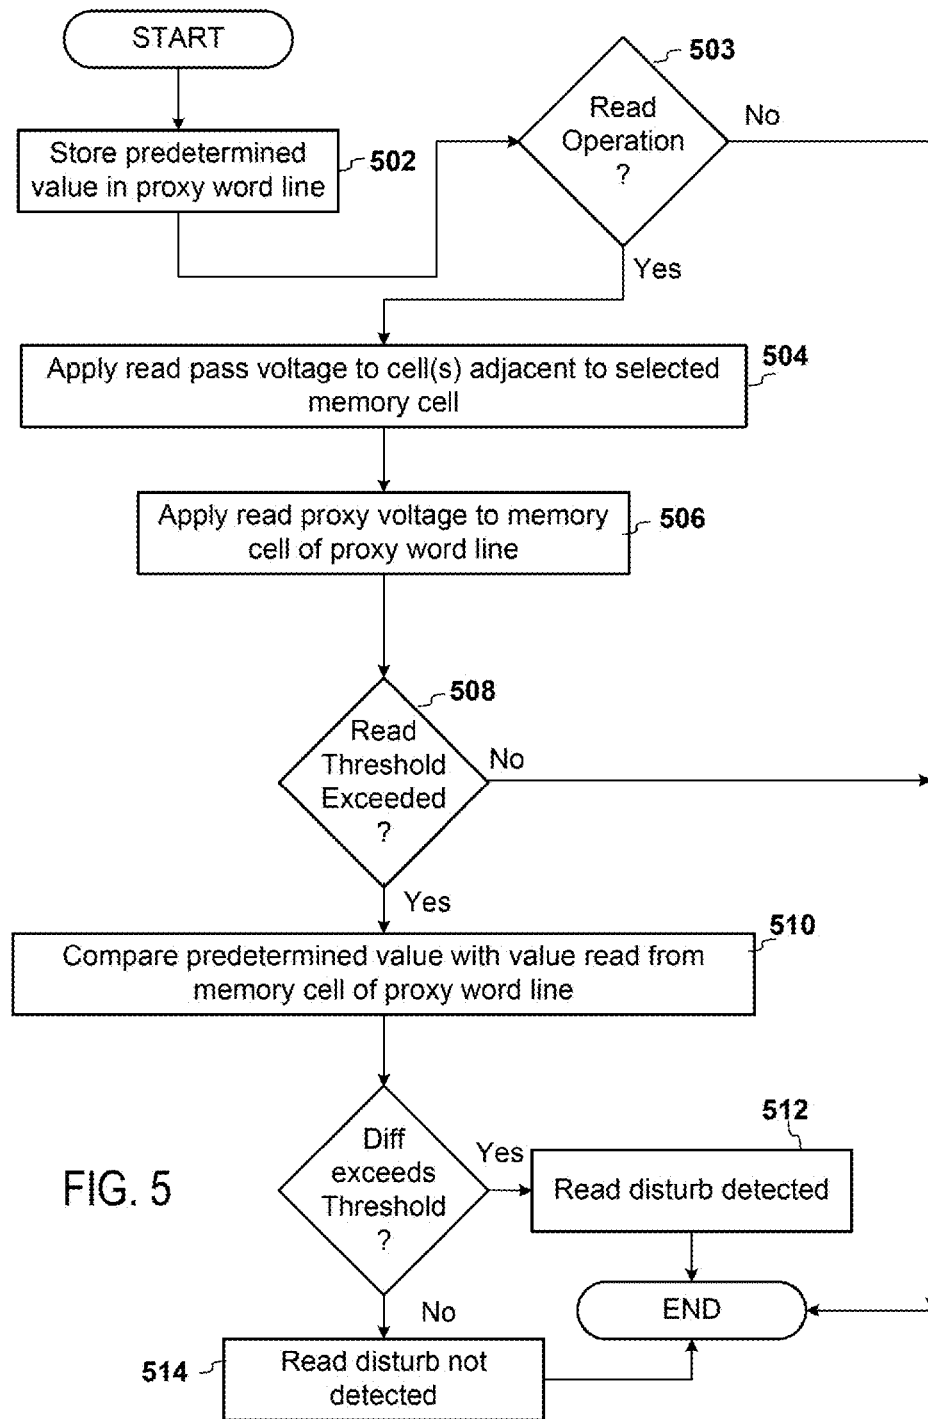 START
503
Read
Operation
?
No
Store predetermined
value in proxy word line
502
Yes
Apply read pass voltage to cell(s) adjacent to selected
memory cell
504
Apply read proxy voltage to memory
cell of proxy word line
506
508
Read
Threshold
Exceeded
?
No
Yes
510
Compare predetermined value with value read from
memory cell of proxy word line
512
Diff
exceeds
Threshold
?
Yes
Read disturb detected
FIG. 5
No
END
514
Read disturb not
detected